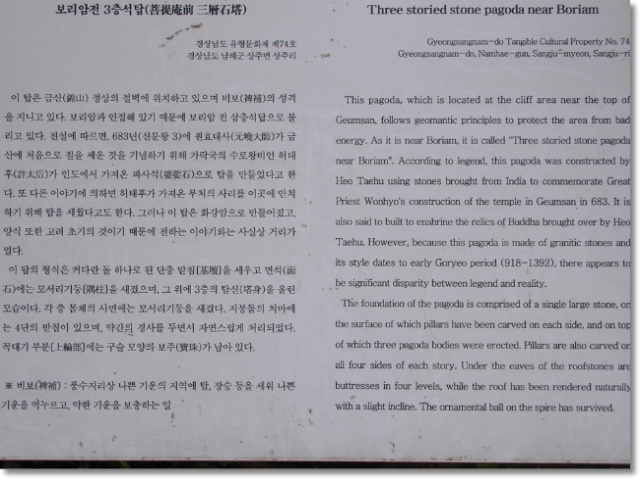 보리암전 3층석탑(菩提庵前 三層石塔)
경상남도 유형문화재 제74호
경상남도 남해군 상주면 상주리
이 탑은 금산(錦山) 정상의 절벽에 위치하고 있으며 비보(裨補)의 성격
을 지니고 있다. 보리암과 인접해 있기 때문에 보리암 전 삼층석탑으로 불
리고 있다. 전설에 따르면, 683년(신문왕 3)에 원효대사(元曉大師)가 금
산에 처음으로 절을 세운 것을 기념하기 위해 가락국의 수로왕비인 허태
후(許太后)가 인도에서 가져온 파사석(婆娑石)으로 탑을 만들었다고 한
다. 또 다른 이야기에 의하면 허태후가 가져온 부처의 사리를 이곳에 안치
하기 위해 탑을 세웠다고도 한다. 그러나 이 탑은 화강암으로 만들어졌고,
양식 또한 고려 초기의 것이기 때문에 전하는 이야기와는 사실상 거리가
멀다.
이 탑의 형식은 커다란 돌 하나로 된 단층 받침[基壇]을 세우고 면석(面
石)에는 모서리기둥[隅柱]을 새겼으며, 그 위에 3층의 탑신(塔身)을 올린
모습이다. 각 층 몸체의 사면에는 모서리기둥을 새겼다. 지붕돌의 처마에
는 4단의 받침이 있으며, 약간의 경사를 두면서 자연스럽게 처리되었다.
꼭대기 부분[上輪部]에는 구슬 모양의 보주(寶珠)가 남아 있다.
※ 비보(裨補) : 풍수지리상 나쁜 기운의 지역에 탑, 장승 등을 세워 나쁜
기운을 억누르고, 약한 기운을 보충하는 일
Three storied stone pagoda near Boriam
Gyeongsangnam-do Tangible Cultural Property No. 74
Gyeongsangnam-do, Namhae-gun, Sangju-myeon, Sangju-ri
This pagoda, which is located at the cliff area near the top of
Geumsan, follows geomantic principles to protect the area from bad
energy. As it is near Boriam, it is called "Three storied stone pagoda
near Boriam". According to legend, this pagoda was constructed by
Heo Taehu using stones brought from India to commemorate Great
Priest Wonhyo's construction of the temple in Geumsan in 683. It is
also said to built to enshrine the relics of Buddha brought over by Heo
Taehu. However, because this pagoda is made of granitic stones and
its style dates to early Goryeo period (918~1392), there appears to
be significant disparity between legend and reality.
The foundation of the pagoda is comprised of a single large stone, on
the surface of which pillars have been carved on each side, and on top
of which three pagoda bodies were erected. Pillars are also carved on
all four sides of each story. Under the eaves of the roofstones are
buttresses in four levels, while the roof has been rendered naturally
with a slight incline. The ornamental ball on the spire has survived.